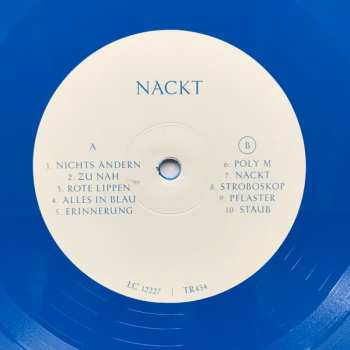 NACKT
A
1. NICHTS ÄNDERN
2. ZU NAH
3. ROTE LIPPEN
4. ALLES IN BLAU
5. ERINNERUNG
B
6. POLY M
7. NACKT
8. STROBOSKOP
9. PFLASTER
10. STAUB
LC 12227 | TR454